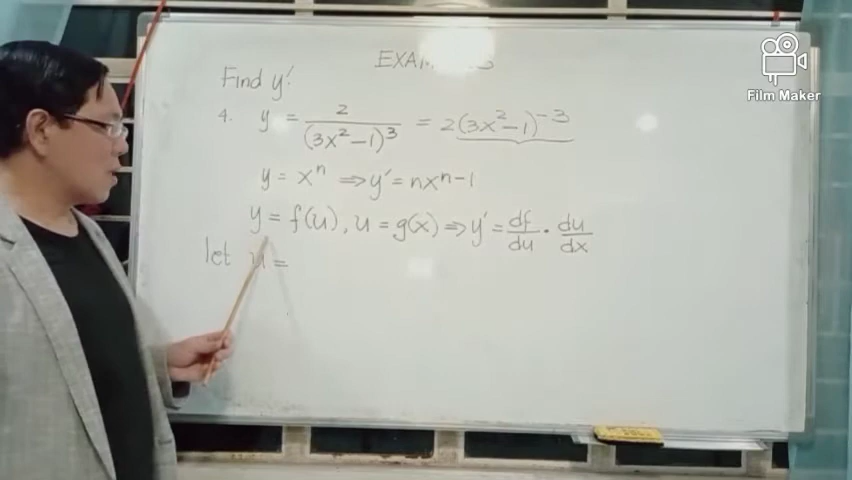 EXA
Find y'.
4. y = 2/(3x²-1)³ = 2(3x²-1)⁻³
y = xⁿ ⇒ y' = nxⁿ⁻¹
y = f(u), u = g(x) ⇒ y' = df/du · du/dx
let u =
Film Maker